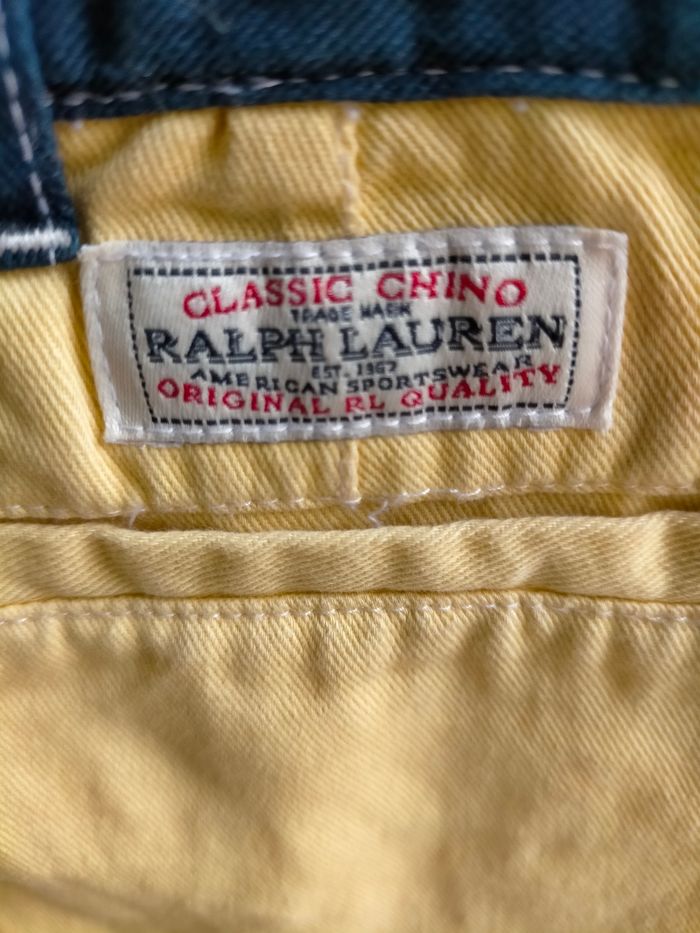 CLASSIC CHINO
TRADE MARK
RALPH LAUREN
EST. 1967
AMERICAN SPORTSWEAR
ORIGINAL RL QUALITY